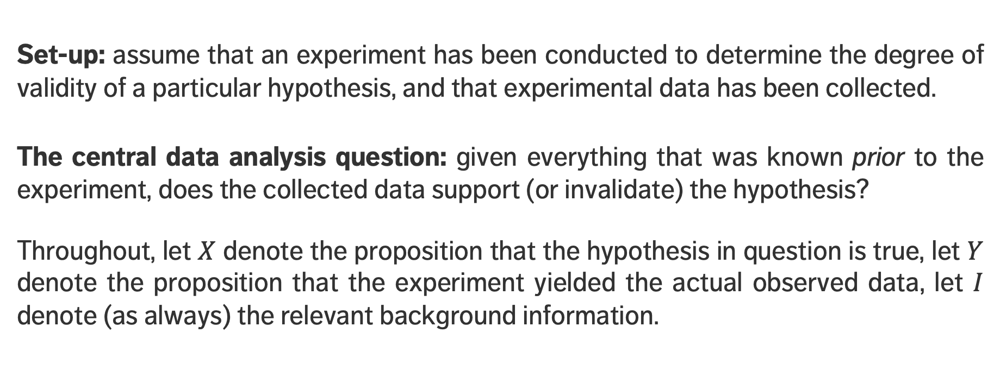 Set-up: assume that an experiment has been conducted to determine the degree of
validity of a particular hypothesis, and that experimental data has been collected.
The central data analysis question: given everything that was known prior to the
experiment, does the collected data support (or invalidate) the hypothesis?
Throughout, let X denote the proposition that the hypothesis in question is true, let Y
denote the proposition that the experiment yielded the actual observed data, let I
denote (as always) the relevant background information.